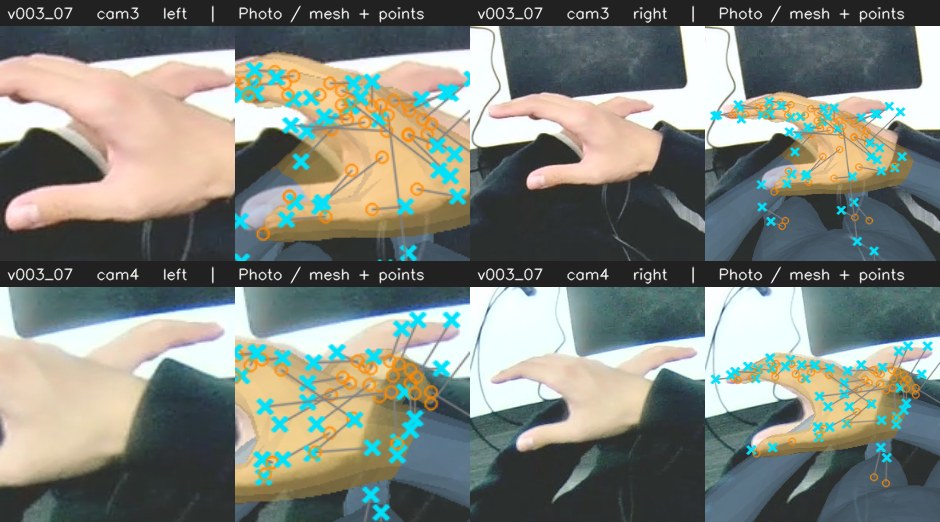 v003_07 cam3 left | Photo / mesh + points
v003_07 cam3 right | Photo / mesh + points
v003_07 cam4 left | Photo / mesh + points
v003_07 cam4 right | Photo / mesh + points